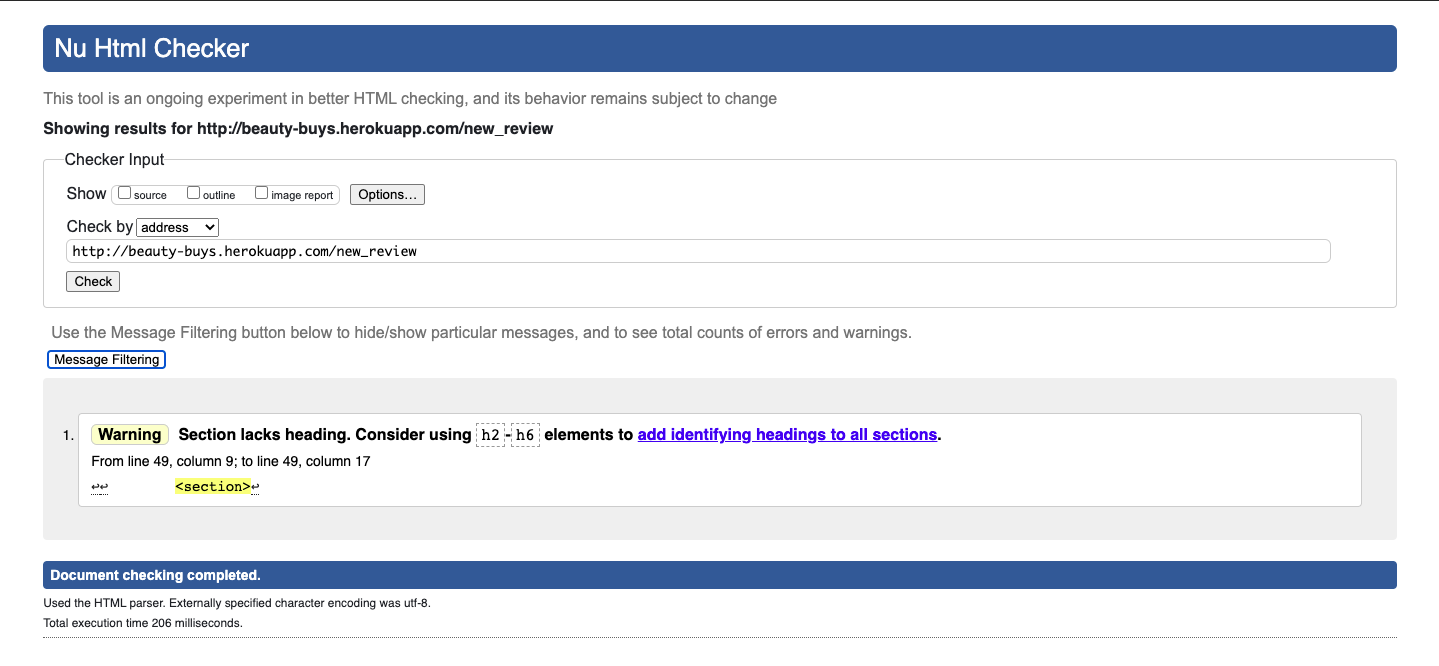 Nu Html Checker
This tool is an ongoing experiment in better HTML checking, and its behavior remains subject to change
Showing results for http://beauty-buys.herokuapp.com/new_review
Checker Input
Show source outline image report Options...
Check by address
http://beauty-buys.herokuapp.com/new_review
Check
Use the Message Filtering button below to hide/show particular messages, and to see total counts of errors and warnings.
Message Filtering
1. Warning Section lacks heading. Consider using h2-h6 elements to add identifying headings to all sections.
From line 49, column 9; to line 49, column 17
↩↩ <section>↩
Document checking completed.
Used the HTML parser. Externally specified character encoding was utf-8.
Total execution time 206 milliseconds.